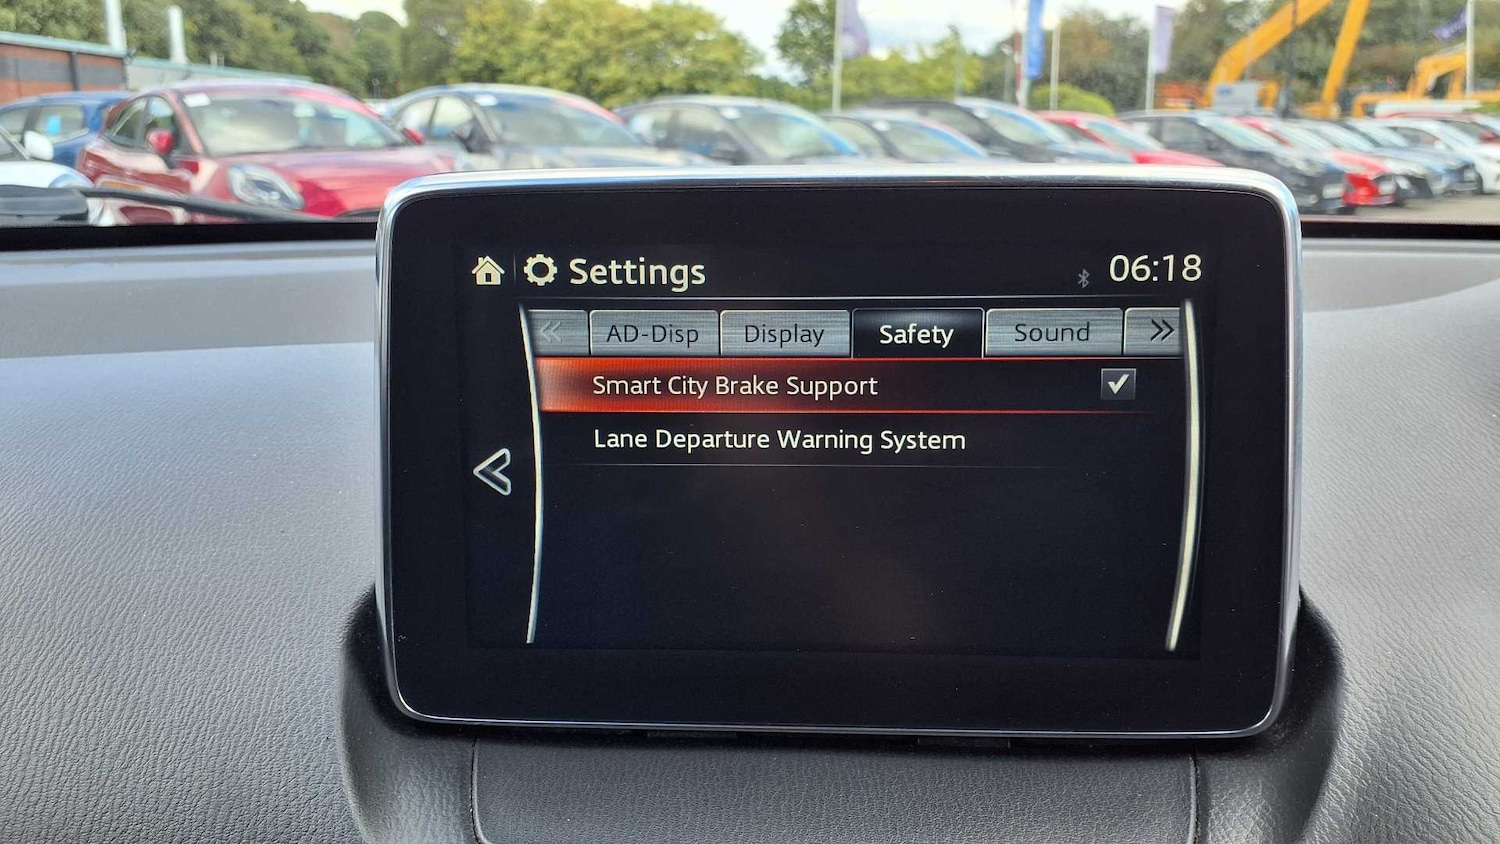 Settings
06:18
AD-Disp
Display
Safety
Sound
Smart City Brake Support
Lane Departure Warning System